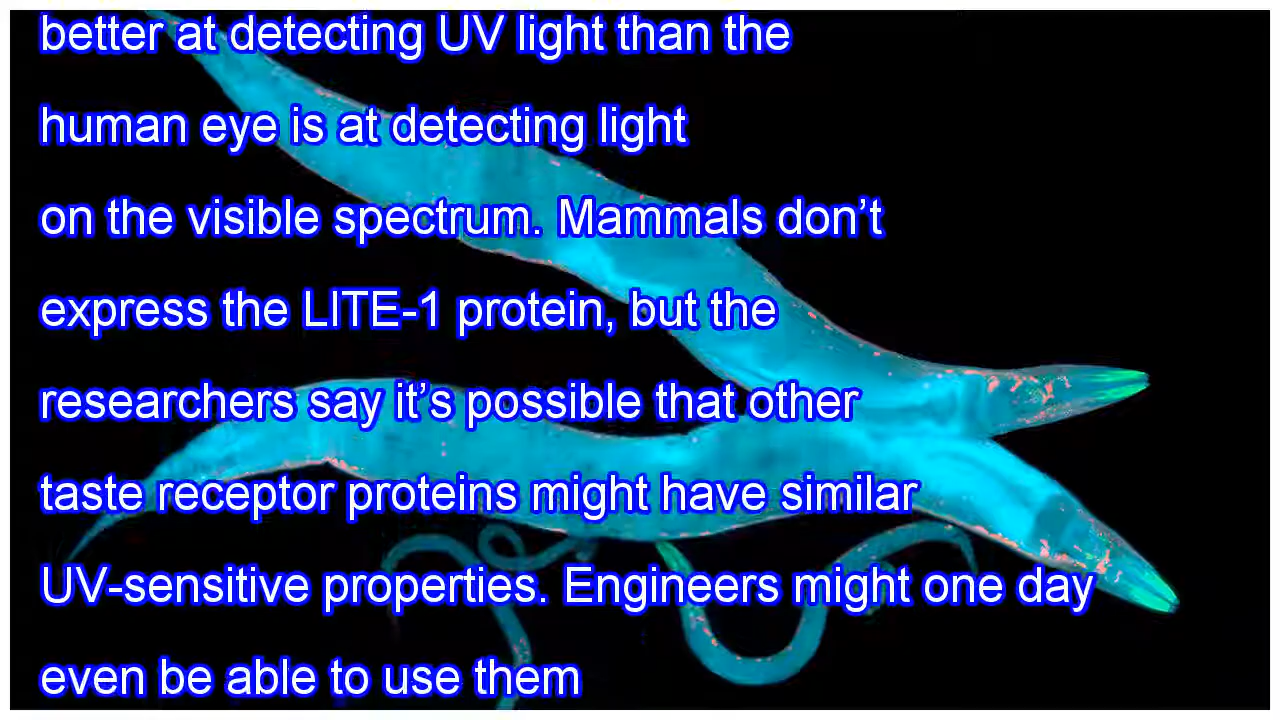 better at detecting UV light than the
human eye is at detecting light
on the visible spectrum. Mammals don’t
express the LITE-1 protein, but the
researchers say it’s possible that other
taste receptor proteins might have similar
UV-sensitive properties. Engineers might one day
even be able to use them